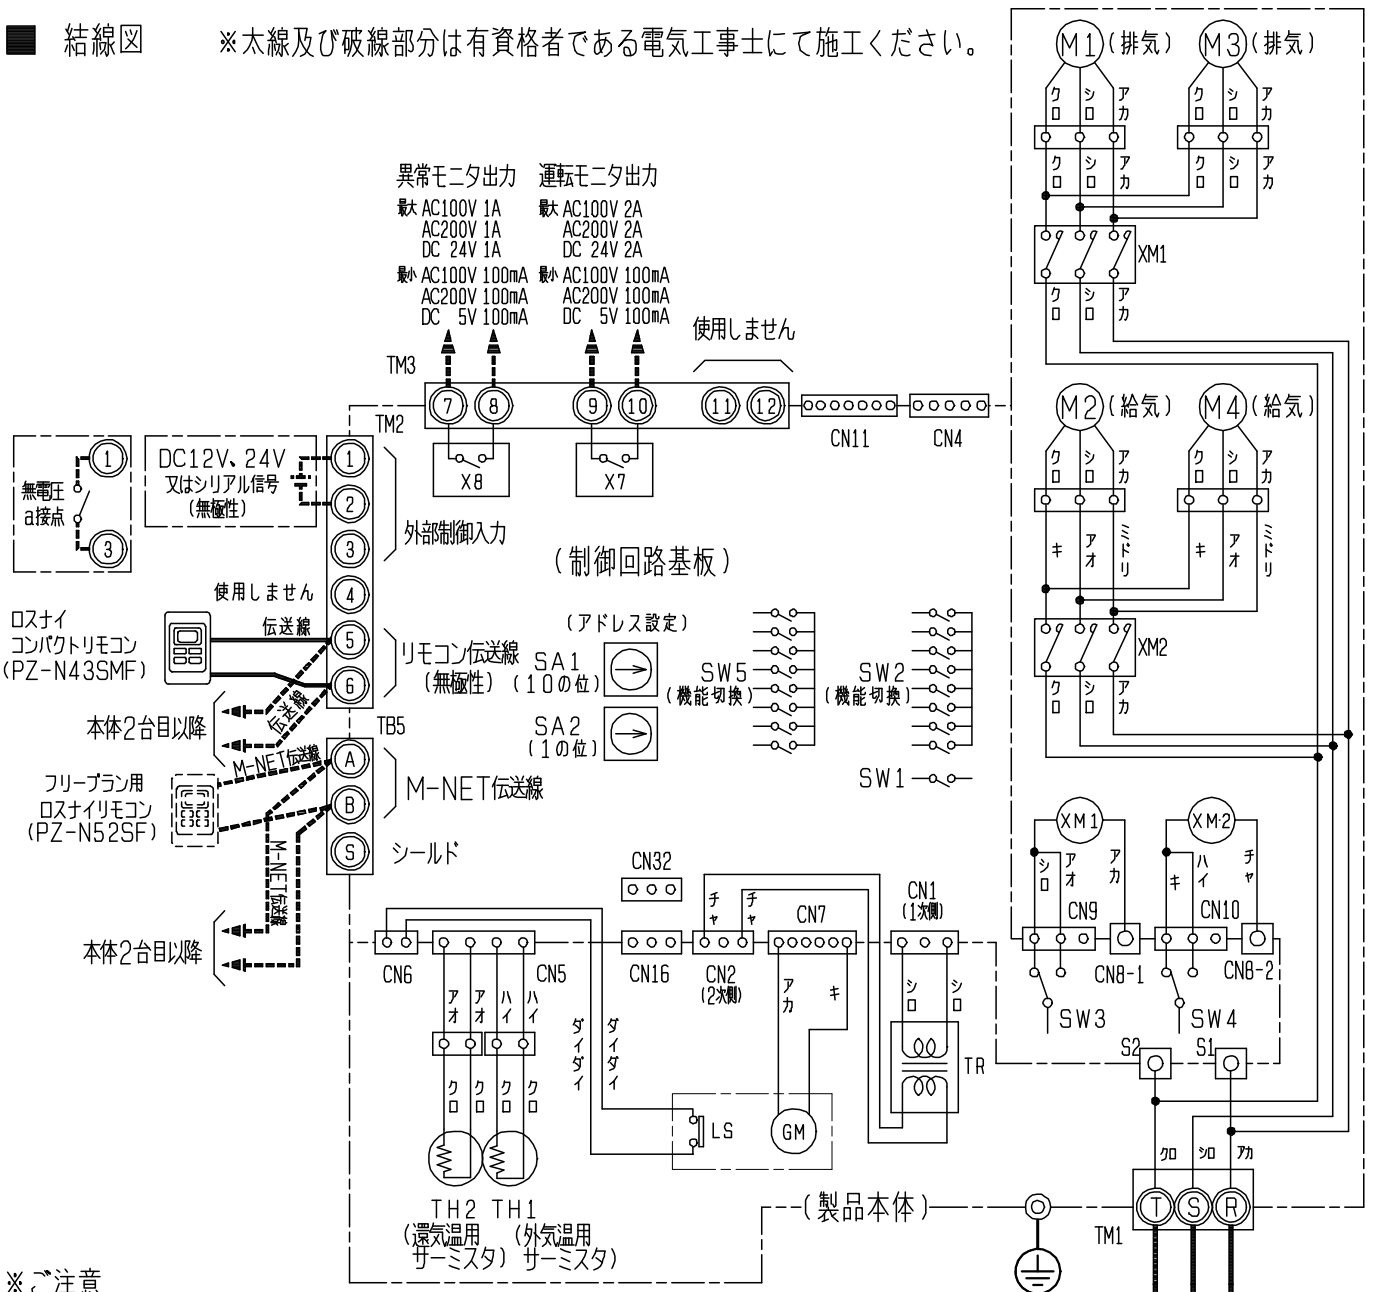 ■ 結線図 ※太線及び破線部分は有資格者である電気工事士にて施工ください。
M1(排気) M3(排気)
クロ シロ アカ クロ シロ アカ
クロ シロ アカ クロ シロ アカ
XM1
クロ シロ アカ
異常モニタ出力 運転モニタ出力
最大 AC100V 1A 最大 AC100V 2A
AC200V 1A AC200V 2A
DC 24V 1A DC 24V 2A
最小 AC100V 100mA 最小 AC100V 100mA
AC200V 100mA AC200V 100mA
DC 5V 100mA DC 5V 100mA
使用しません
TM3
7 8 9 10 11 12
CN11 CN4
X8 X7
M2(給気) M4(給気)
クロ シロ アカ クロ シロ アカ
キ アオ ミドリ キ アオ ミドリ
XM2
クロ シロ アカ
TM2
1
無電圧
a接点
3
DC12V、24V
又はシリアル信号
(無極性)
1
2
3
4
5
6
外部制御入力
(制御回路基板)
使用しません
伝送線
ロスナイ
コンパクトリモコン
(PZ-N43SMF)
リモコン伝送線
(無極性)
伝送線
本体2台目以降
(アドレス設定)
SA1
(10の位)
SA2
(1の位)
SW5
(機能切換)
SW2
(機能切換)
SW1
TB5
A
B
S
M-NET伝送線
M-NET伝送線
フリープラン用
ロスナイリモコン
(PZ-N52SF)
M-NET伝送線
シールド
本体2台目以降
XM1 XM2
シロ アオ アカ キ ハイ チャ
CN9 CN10
CN8-1 CN8-2
SW3 SW4
CN32
チャ チャ
CN7
CN1
(1次側)
CN6 CN5 CN16 CN2
(2次側)
アオ アオ ハイ ハイ
ダイダイ ダイダイ
アカ キ
シロ シロ
TR
クロ クロ クロ クロ
LS GM
TH2 TH1
(還気温用
サーミスタ)
(外気温用
サーミスタ)
S2 S1
クロ シロ アカ
T S R
TM1
(製品本体)
※ご注意